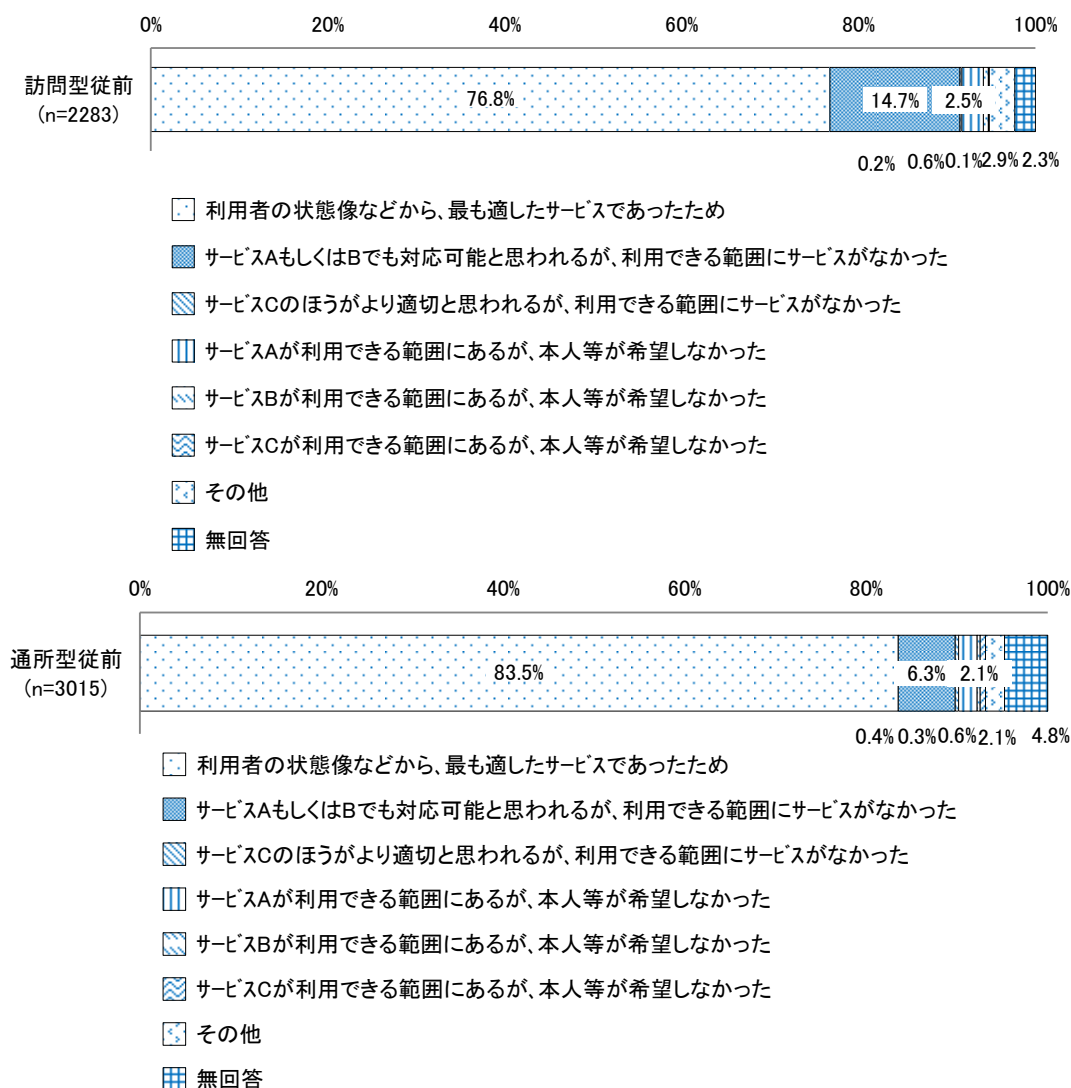 0% 20% 40% 60% 80% 100%
訪問型従前
(n=2283)
76.8% 14.7% 2.5%
0.2% 0.6% 0.1% 2.9% 2.3%
利用者の状態像などから、最も適したサービスであったため
サービスAもしくはBでも対応可能と思われるが、利用できる範囲にサービスがなかった
サービスCのほうがより適切と思われるが、利用できる範囲にサービスがなかった
サービスAが利用できる範囲にあるが、本人等が希望しなかった
サービスBが利用できる範囲にあるが、本人等が希望しなかった
サービスCが利用できる範囲にあるが、本人等が希望しなかった
その他
無回答
0% 20% 40% 60% 80% 100%
通所型従前
(n=3015)
83.5% 6.3% 2.1%
0.4% 0.3% 0.6% 2.1% 4.8%
利用者の状態像などから、最も適したサービスであったため
サービスAもしくはBでも対応可能と思われるが、利用できる範囲にサービスがなかった
サービスCのほうがより適切と思われるが、利用できる範囲にサービスがなかった
サービスAが利用できる範囲にあるが、本人等が希望しなかった
サービスBが利用できる範囲にあるが、本人等が希望しなかった
サービスCが利用できる範囲にあるが、本人等が希望しなかった
その他
無回答